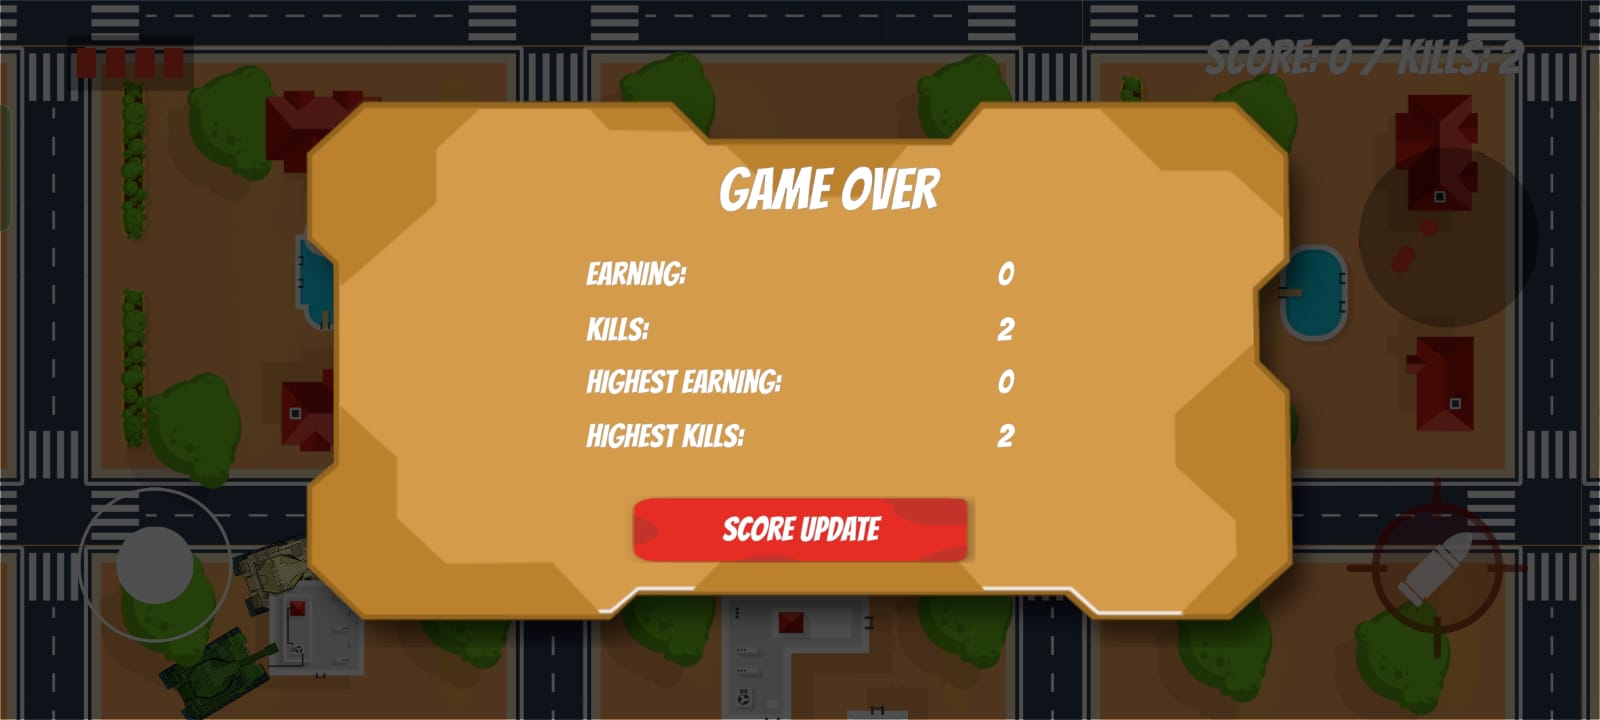 SCORE: 0 / KILLS: 2
GAME OVER
EARNING: 0
KILLS: 2
HIGHEST EARNING: 0
HIGHEST KILLS: 2
SCORE UPDATE